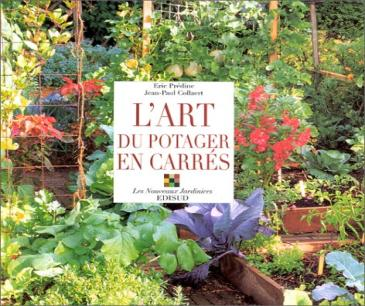 Eric Prédine
Jean-Paul Collaert
L'ART
DU POTAGER
EN CARRÉS
Les Nouveaux Jardiniers
EDISUD